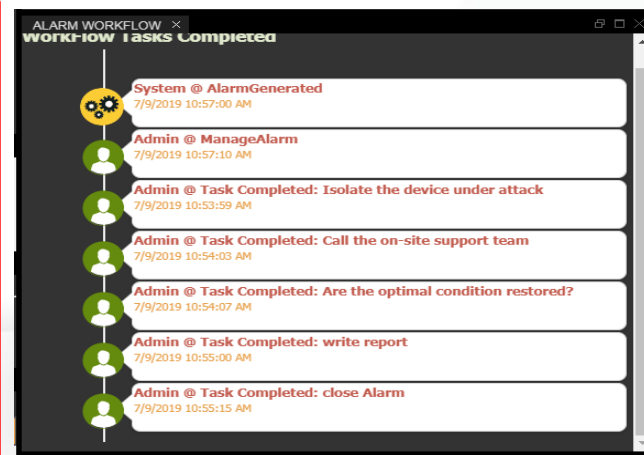 ALARM WORKFLOW
WorkFlow Tasks Completed
System @ AlarmGenerated
7/9/2019 10:57:00 AM
Admin @ ManageAlarm
7/9/2019 10:57:10 AM
Admin @ Task Completed: Isolate the device under attack
7/9/2019 10:53:59 AM
Admin @ Task Completed: Call the on-site support team
7/9/2019 10:54:03 AM
Admin @ Task Completed: Are the optimal condition restored?
7/9/2019 10:54:07 AM
Admin @ Task Completed: write report
7/9/2019 10:55:00 AM
Admin @ Task Completed: close Alarm
7/9/2019 10:55:15 AM